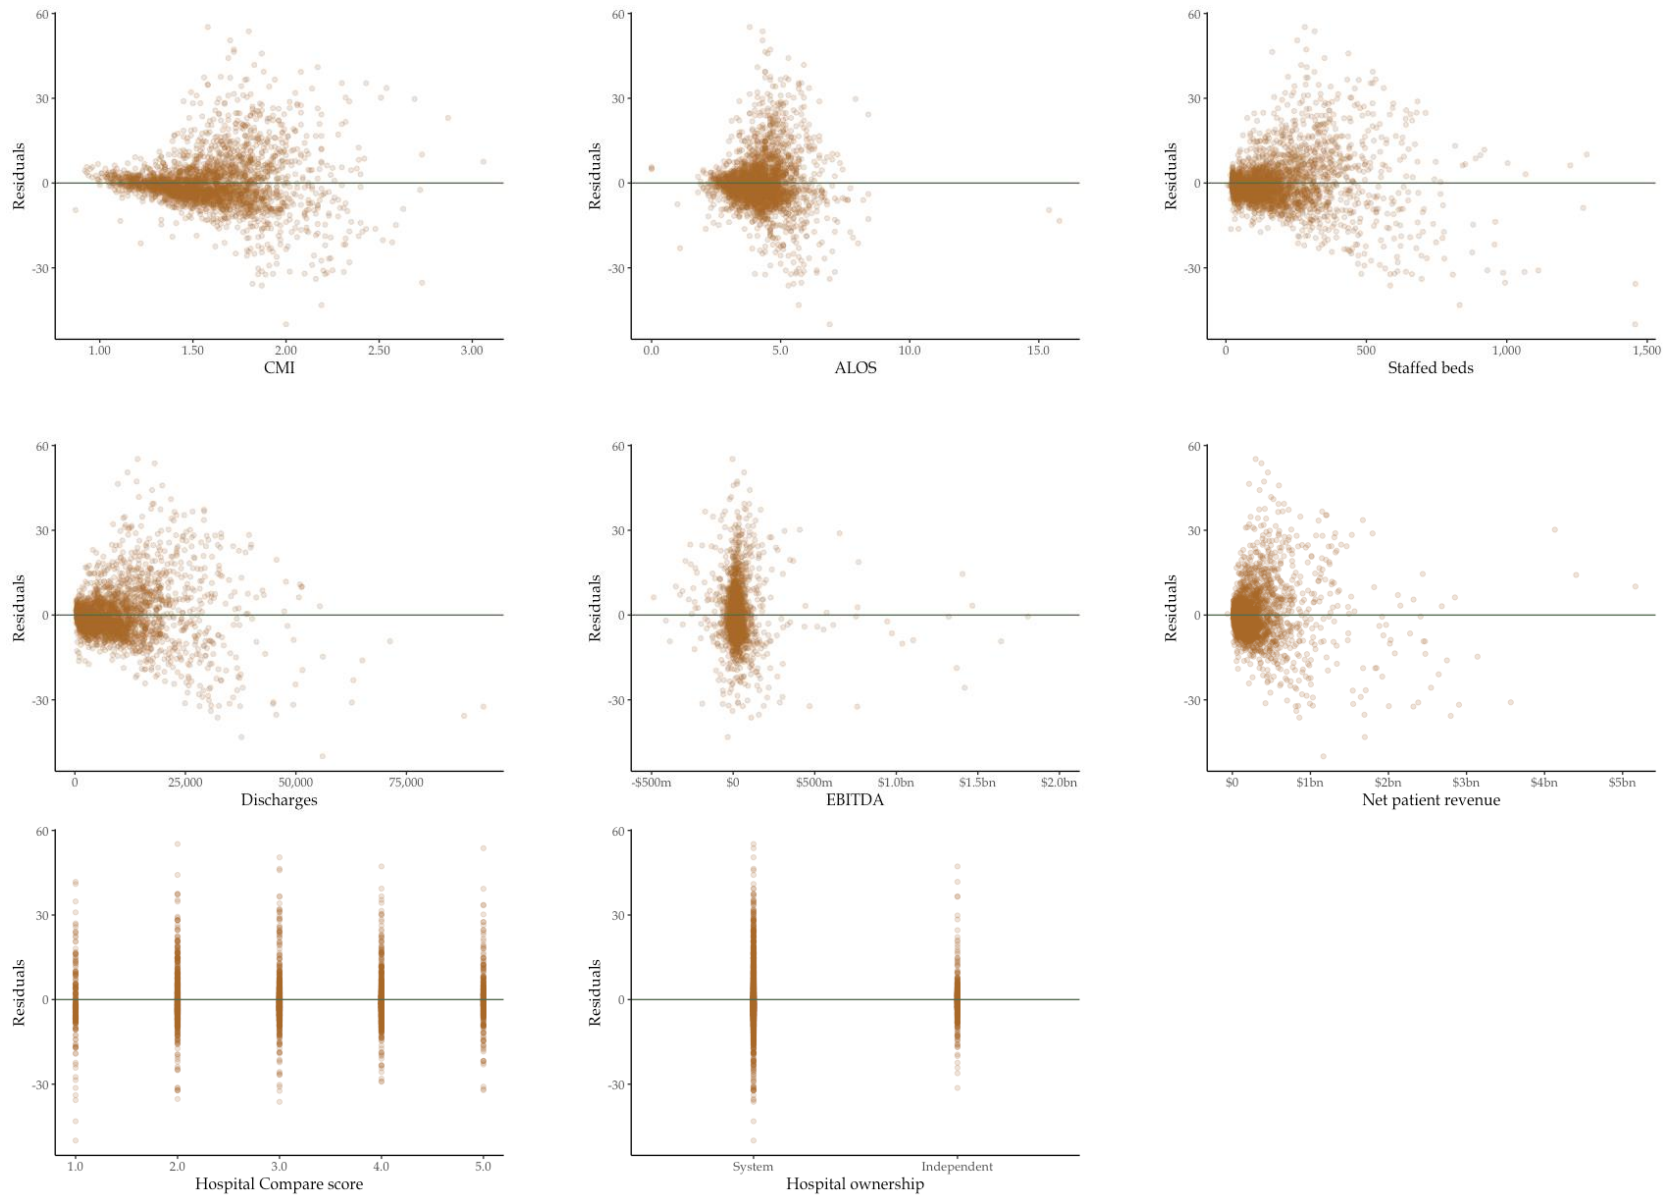 60
30
0
-30
Residuals
1.00 1.50 2.00 2.50 3.00
CMI
60
30
0
-30
Residuals
0.0 5.0 10.0 15.0
ALOS
60
30
0
-30
Residuals
0 500 1,000 1,500
Staffed beds
60
30
0
-30
Residuals
0 25,000 50,000 75,000
Discharges
60
30
0
-30
Residuals
-$500m $0 $500m $1.0bn $1.5bn $2.0bn
EBITDA
60
30
0
-30
Residuals
$0 $1bn $2bn $3bn $4bn $5bn
Net patient revenue
60
30
0
-30
Residuals
1.0 2.0 3.0 4.0 5.0
Hospital Compare score
60
30
0
-30
Residuals
System Independent
Hospital ownership